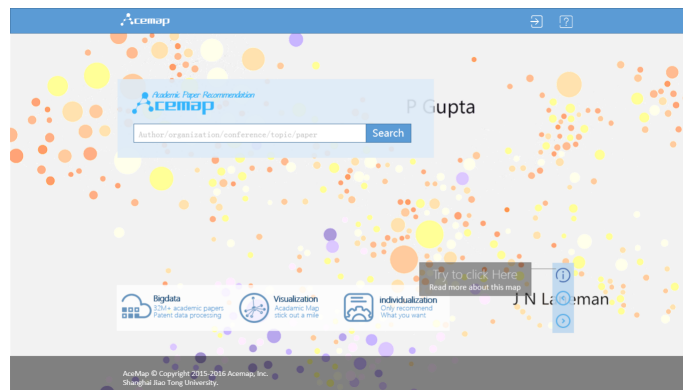 Acemap
Academic Paper Recommendation
Acemap
P Gupta
Author/organization/conference/topic/paper
Search
Try to click Here
Read more about this map
Bigdata
32M+ academic papers
Patent data processing
Visualization
Academic Map
stick out a mile
individualization
Only recommend
What you want
AceMap © Copyright 2015-2016 Acemap, Inc.
Shanghai Jiao Tong University.